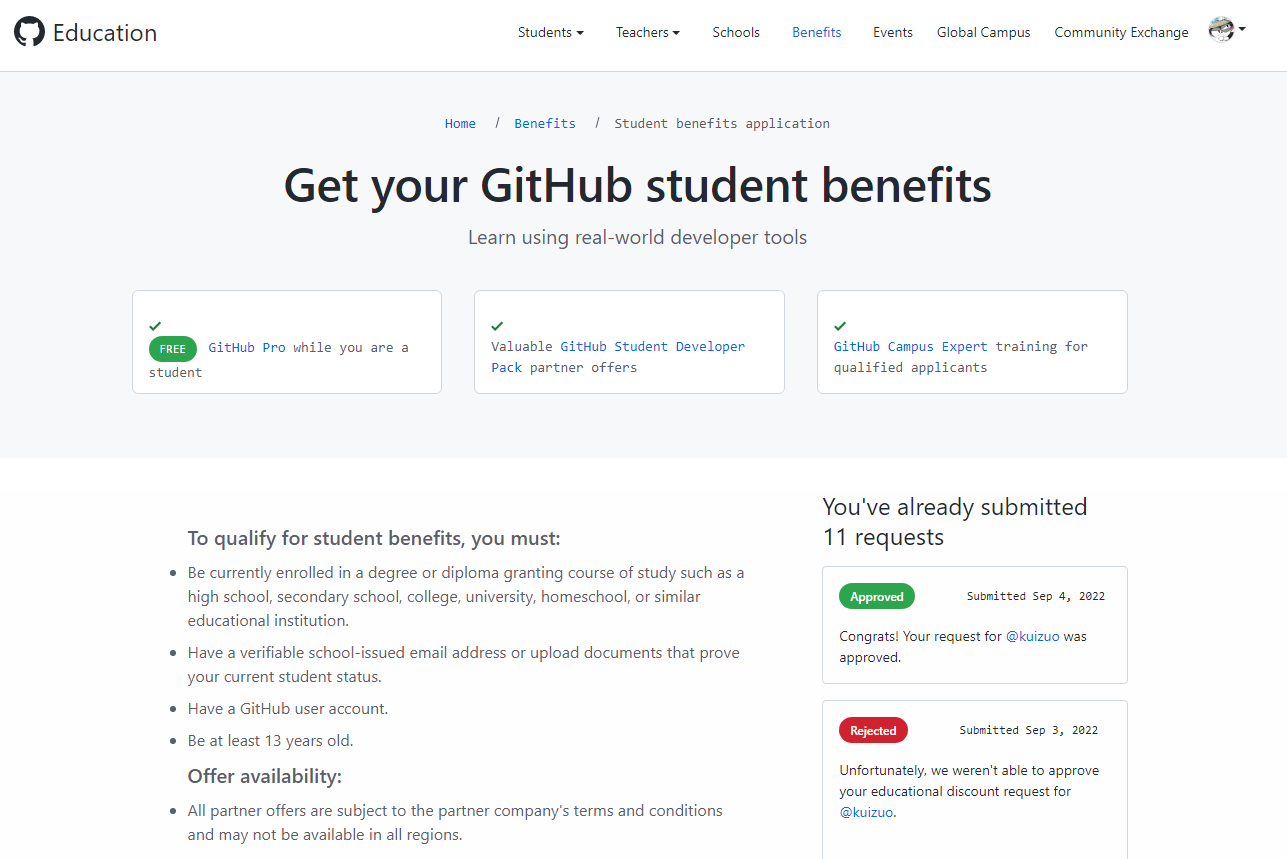 Education
Students
Teachers
Schools
Benefits
Events
Global Campus
Community Exchange
Home / Benefits / Student benefits application
Get your GitHub student benefits
Learn using real-world developer tools
FREE GitHub Pro while you are a
student
Valuable GitHub Student Developer
Pack partner offers
GitHub Campus Expert training for
qualified applicants
To qualify for student benefits, you must:
Be currently enrolled in a degree or diploma granting course of study such as a
high school, secondary school, college, university, homeschool, or similar
educational institution.
Have a verifiable school-issued email address or upload documents that prove
your current student status.
Have a GitHub user account.
Be at least 13 years old.
Offer availability:
All partner offers are subject to the partner company's terms and conditions
and may not be available in all regions.
You've already submitted
11 requests
Approved
Submitted Sep 4, 2022
Congrats! Your request for @kuizuo was
approved.
Rejected
Submitted Sep 3, 2022
Unfortunately, we weren't able to approve
your educational discount request for
@kuizuo.